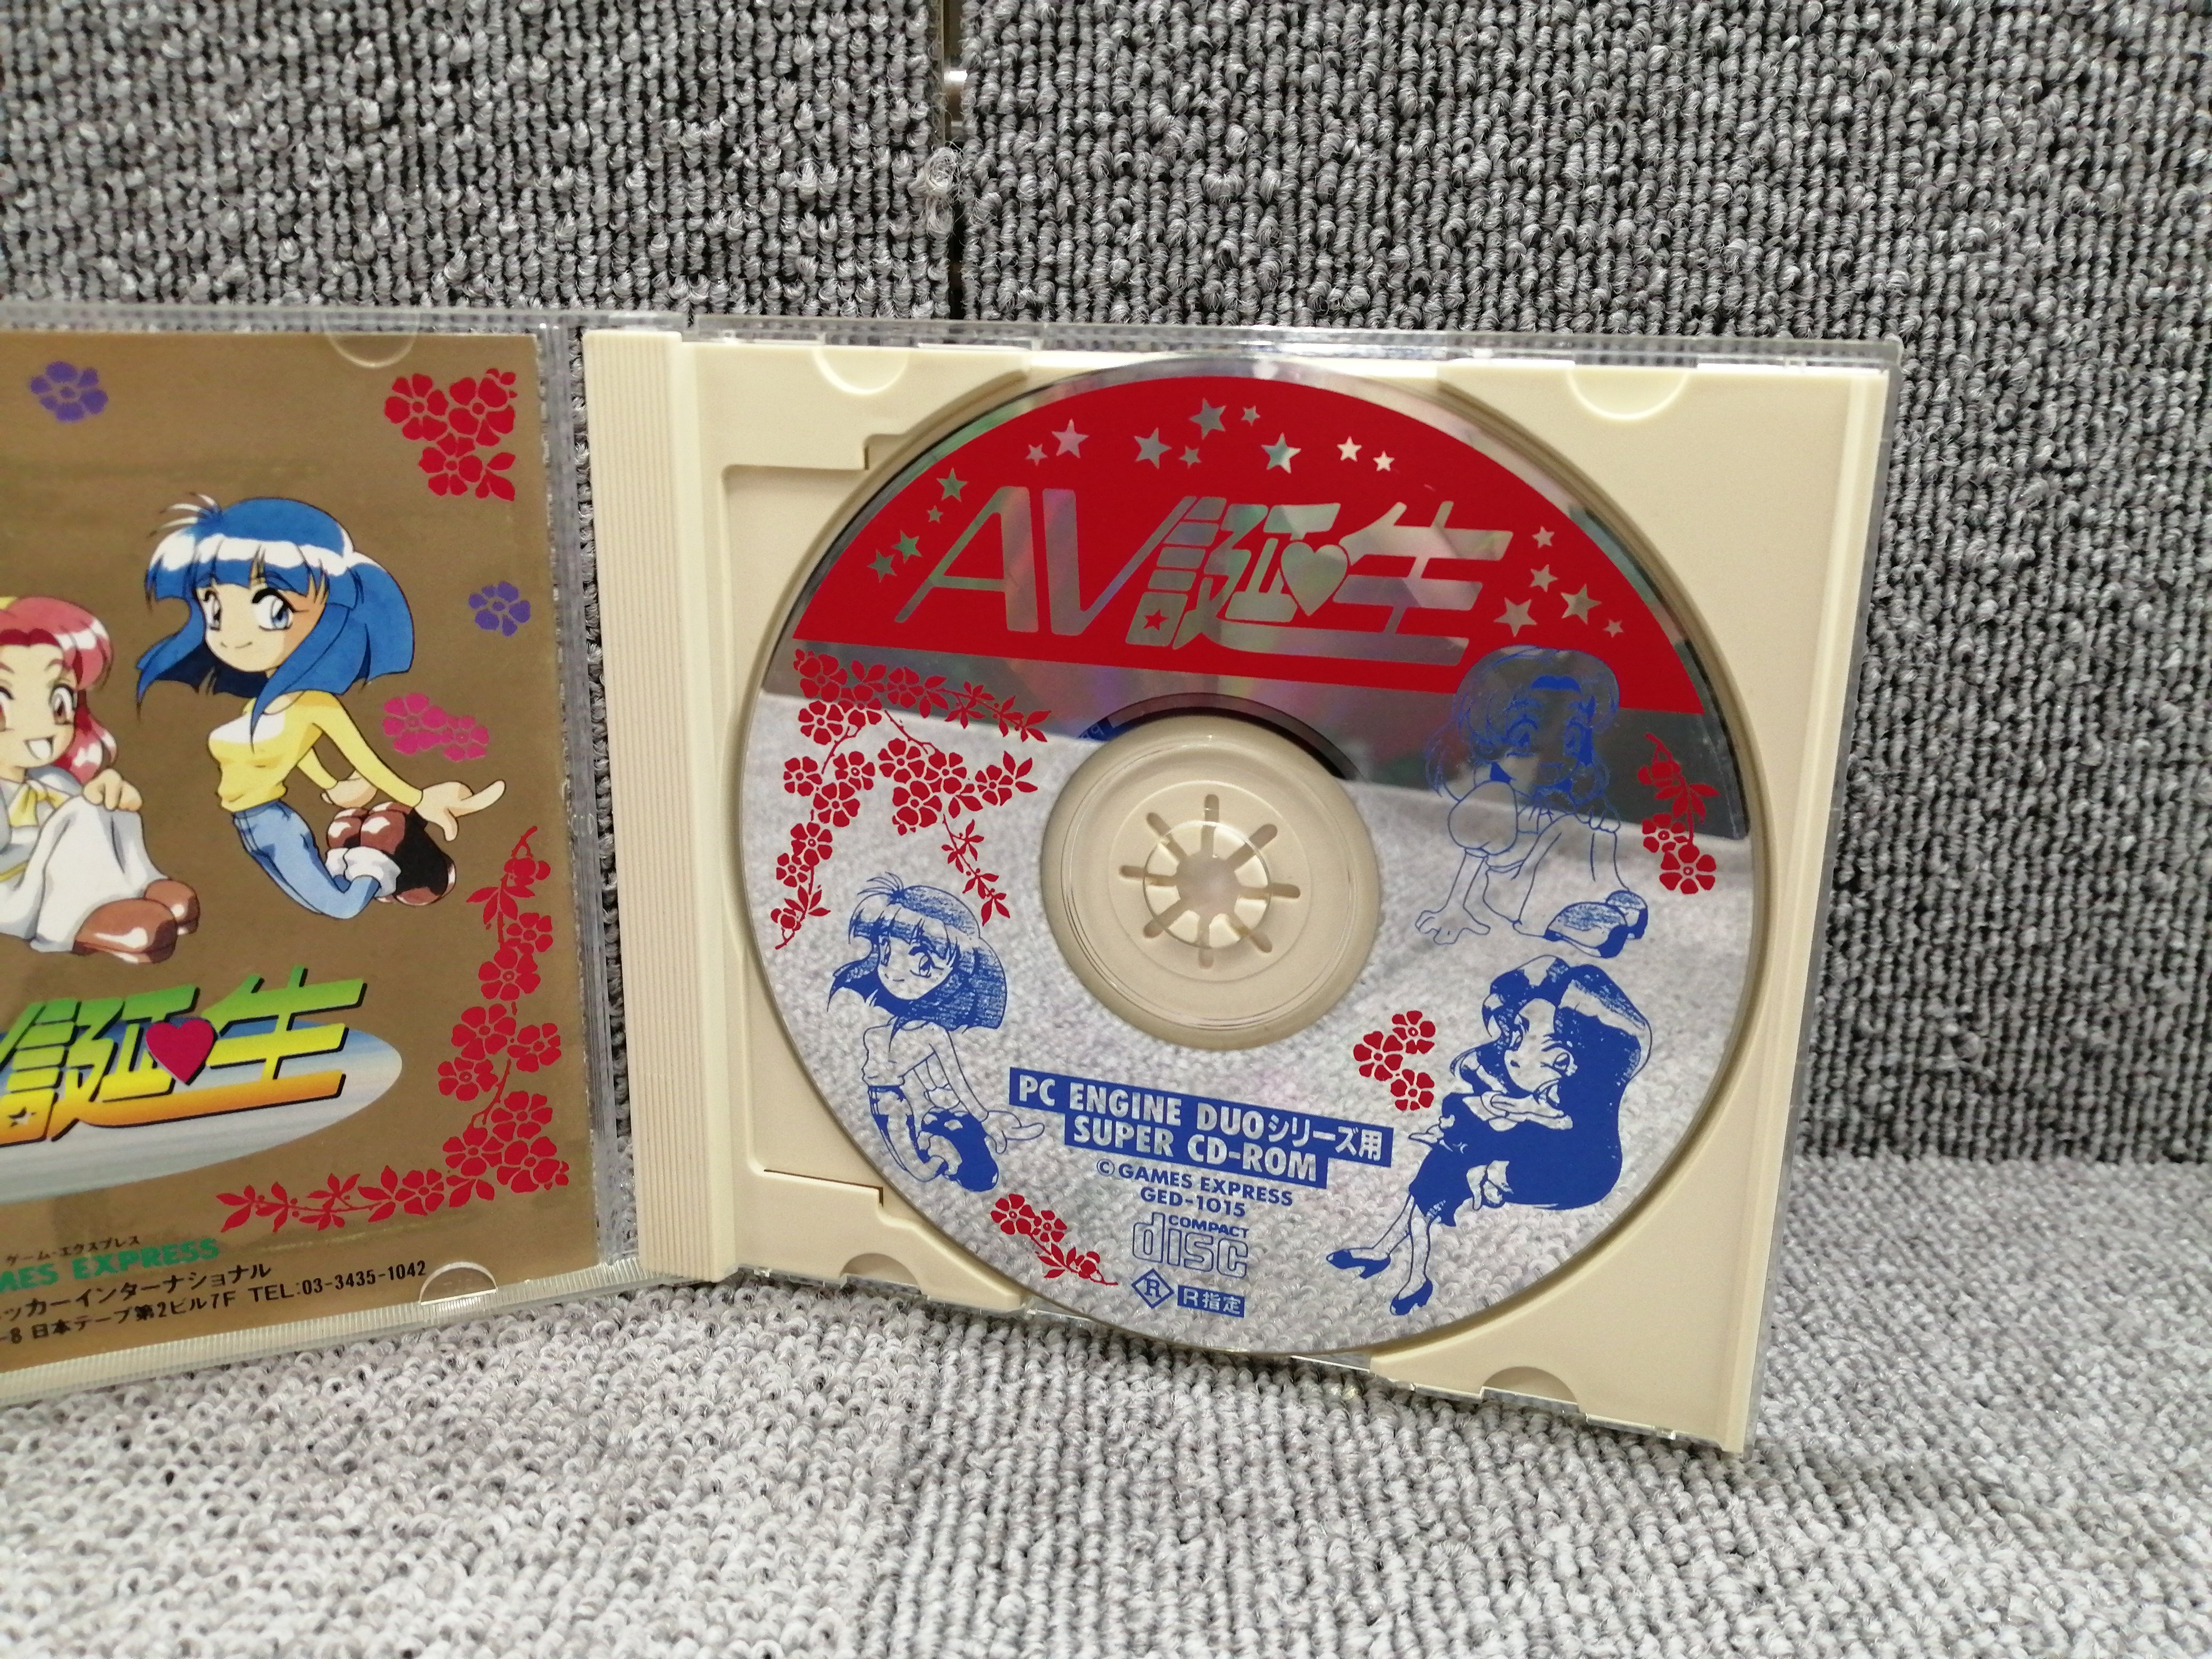 誕生
ゲーム・エクスプレス
MES EXPRESS
ッカーインターナショナル
-8 日本テープ第2ビル7F TEL:03-3435-1042
AV誕生
PC ENGINE DUOシリーズ用
SUPER CD-ROM
©GAMES EXPRESS
GED-1015
COMPACT
disc
R R指定